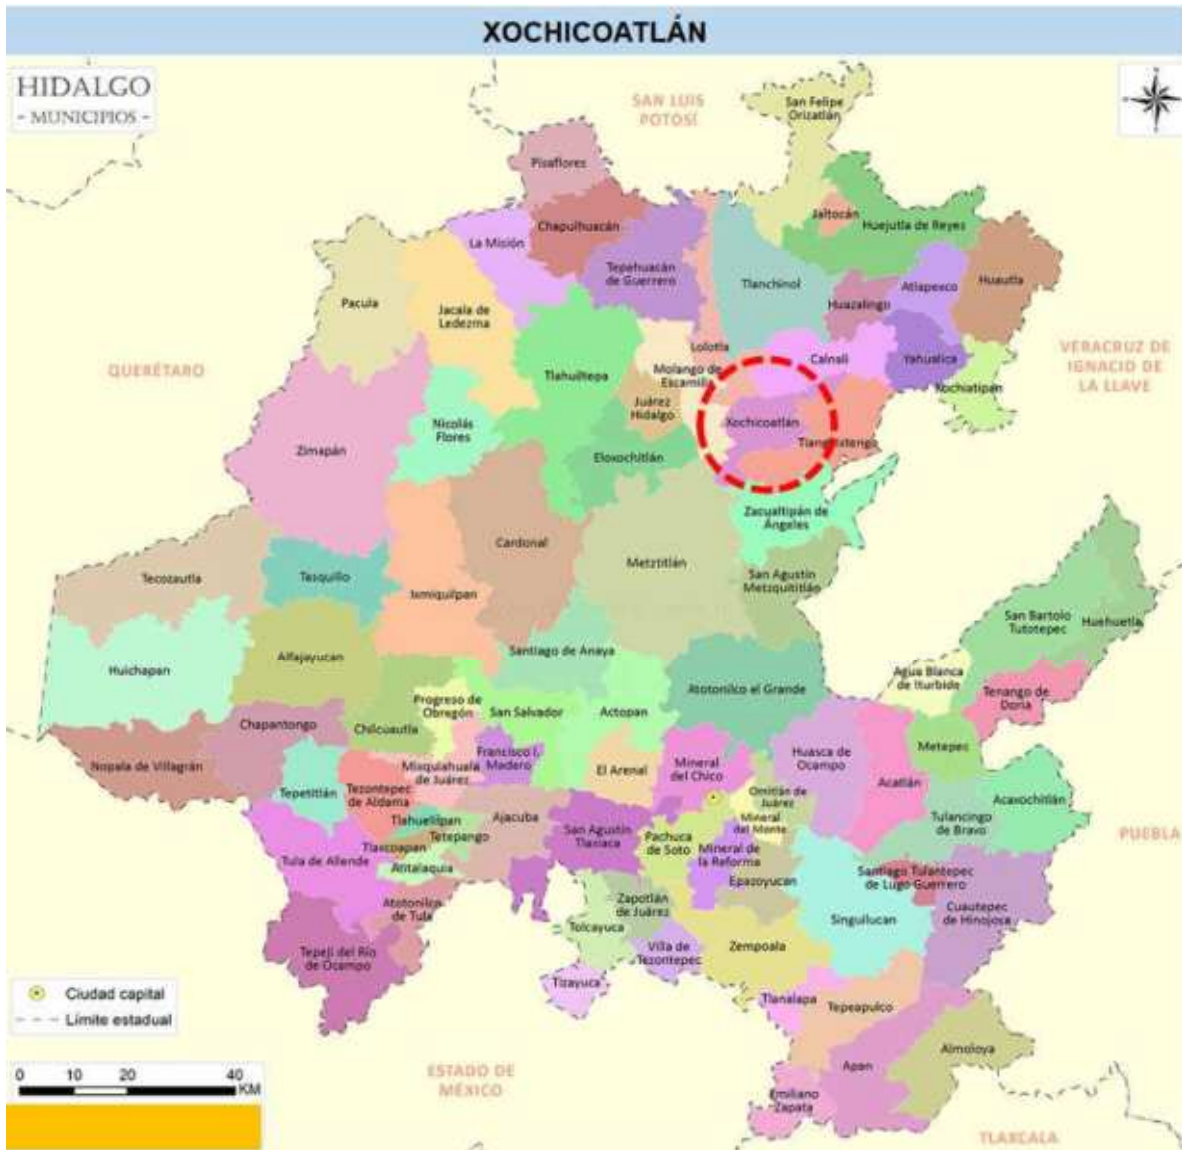 XOCHICOATLÁN
HIDALGO
- MUNICIPIOS -
SAN LUIS
POTOSÍ
San Felipe
Orizatlán
Pisaflores
Jaltocán
Huejutla de Reyes
Chapulhuacán
La Misión
Tepehuacán
de Guerrero
Tlanchinol
Atlapexco
Huautla
Huazalingo
Pacula
Jacala de
Ledezma
Lolotla
Calnali
Yahualica
Xochiatipan
VERACRUZ DE
IGNACIO DE
LA LLAVE
QUERÉTARO
Tlahuiltepa
Molango de
Escamilla
Juárez
Hidalgo
Xochicoatlán
Tianguistengo
Nicolás
Flores
Zimapán
Eloxochitlán
Zacualtipán de
Ángeles
Cardonal
Metztitlán
San Agustín
Metzquititlán
Tecozautla
Tasquillo
Ixmiquilpan
San Bartolo
Tutotepec
Huehuetla
Santiago de Anaya
Huichapan
Alfajayucan
Agua Blanca
de Iturbide
Tenango de
Doria
Atotonilco el Grande
Progreso de
Obregón
San Salvador
Actopan
Chapantongo
Chilcuautla
Metepec
Nopala de Villagrán
Mixquiahuala
de Juárez
Francisco I.
Madero
El Arenal
Mineral
del Chico
Huasca de
Ocampo
Acatlán
Acaxochitlán
Tepetitlán
Tezontepec
de Aldama
Omitlán de
Juárez
Tulancingo
de Bravo
Tlahuelilpan
Ajacuba
San Agustín
Tlaxiaca
Mineral
del Monte
PUEBLA
Tetepango
Pachuca
de Soto
Mineral de
la Reforma
Tlaxcoapan
Tula de Allende
Atitalaquia
Epazoyucan
Santiago Tulantepec
de Lugo Guerrero
Atotonilco
de Tula
Zapotlán
de Juárez
Singuilucan
Cuautepec
de Hinojosa
Tolcayuca
Tepeji del Río
de Ocampo
Villa de
Tezontepec
Zempoala
Tizayuca
Tlanalapa
Tepeapulco
Ciudad capital
Límite estadual
Almoloya
Apan
0 10 20 40
KM
ESTADO DE
MÉXICO
Emiliano
Zapata
TLAXCALA